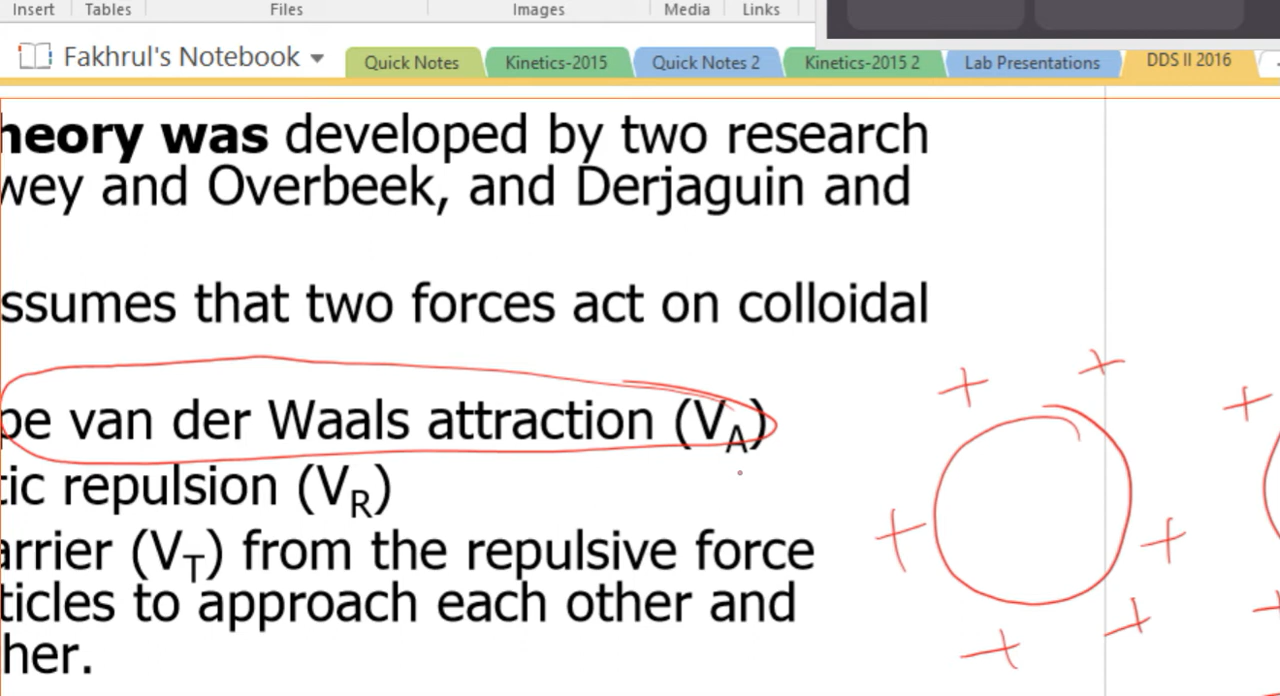 Insert Tables Files Images Media Links
Fakhrul's Notebook Quick Notes Kinetics-2015 Quick Notes 2 Kinetics-2015 2 Lab Presentations DDS II 2016
heory was developed by two research
wey and Overbeek, and Derjaguin and
ssumes that two forces act on colloidal
pe van der Waals attraction (VA)
tic repulsion (VR)
arrier (VT) from the repulsive force
ticles to approach each other and
her.
+ + + + + + + + +